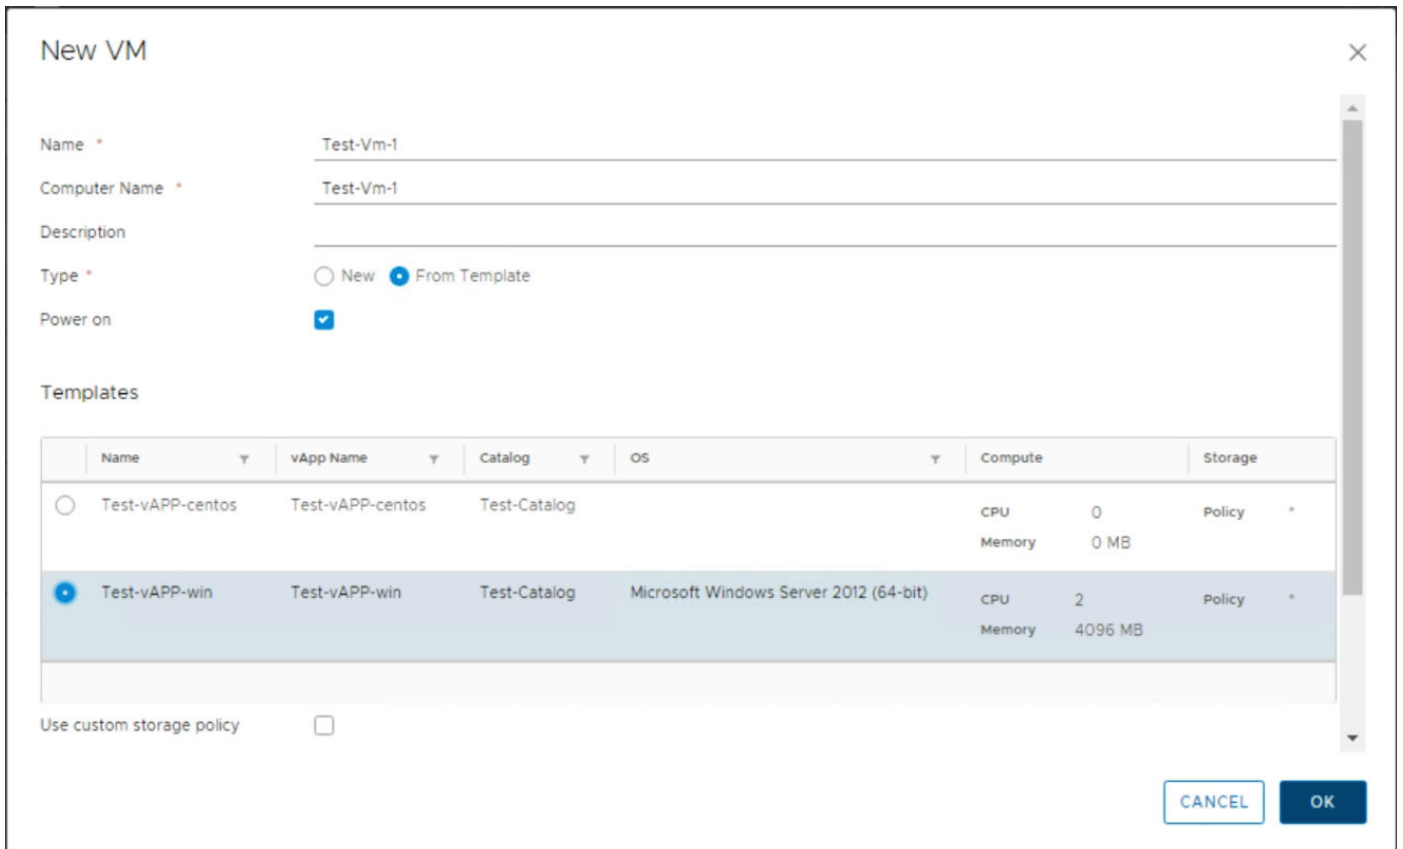 New VM
Name *
Test-Vm-1
Computer Name *
Test-Vm-1
Description
Type *
New From Template
Power on
Templates
Name vApp Name Catalog OS Compute Storage
Test-vAPP-centos Test-vAPP-centos Test-Catalog CPU 0 Policy *
Memory 0 MB
Test-vAPP-win Test-vAPP-win Test-Catalog Microsoft Windows Server 2012 (64-bit) CPU 2 Policy *
Memory 4096 MB
Use custom storage policy
CANCEL OK